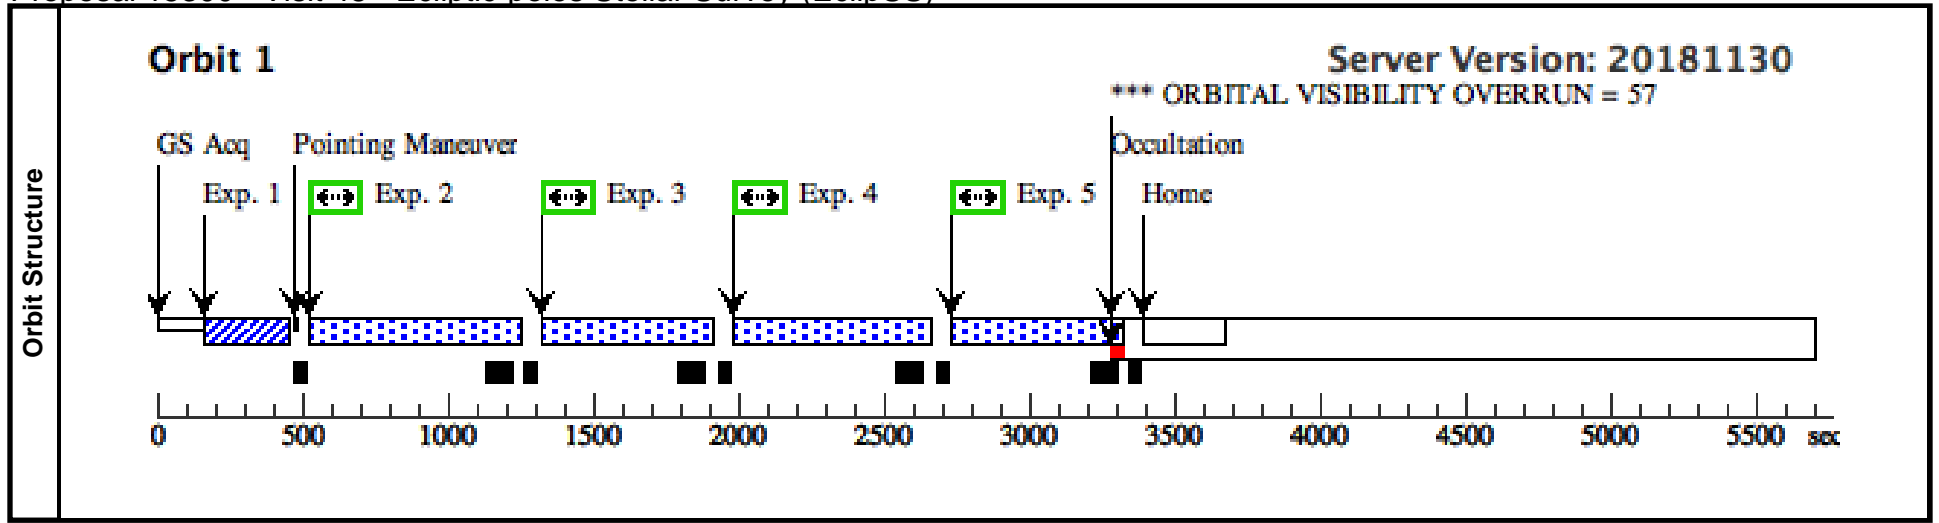 Orbit Structure
Orbit 1
Server Version: 20181130
*** ORBITAL VISIBILITY OVERRUN = 57
GS Acq Pointing Maneuver Occultation
Exp. 1 Exp. 2 Exp. 3 Exp. 4 Exp. 5 Home
0 500 1000 1500 2000 2500 3000 3500 4000 4500 5000 5500 sec